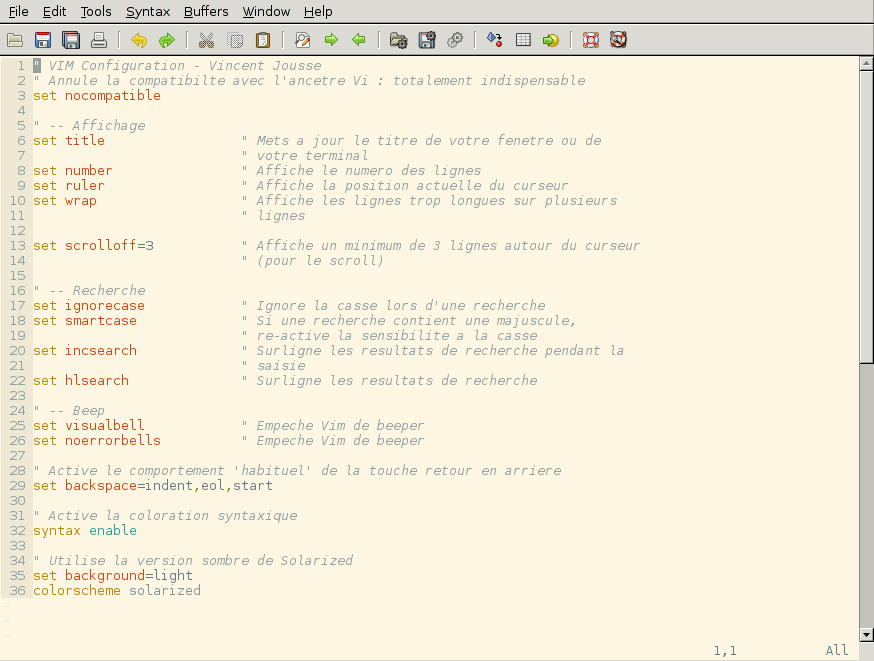 File Edit Tools Syntax Buffers Window Help
1 " VIM Configuration - Vincent Jousse
2 " Annule la compatibilte avec l'ancetre Vi : totalement indispensable
3 set nocompatible
4
5 " -- Affichage
6 set title " Mets a jour le titre de votre fenetre ou de
7 " votre terminal
8 set number " Affiche le numero des lignes
9 set ruler " Affiche la position actuelle du curseur
10 set wrap " Affiche les lignes trop longues sur plusieurs
11 " lignes
12
13 set scrolloff=3 " Affiche un minimum de 3 lignes autour du curseur
14 " (pour le scroll)
15
16 " -- Recherche
17 set ignorecase " Ignore la casse lors d'une recherche
18 set smartcase " Si une recherche contient une majuscule,
19 " re-active la sensibilite a la casse
20 set incsearch " Surligne les resultats de recherche pendant la
21 " saisie
22 set hlsearch " Surligne les resultats de recherche
23
24 " -- Beep
25 set visualbell " Empeche Vim de beeper
26 set noerrorbells " Empeche Vim de beeper
27
28 " Active le comportement 'habituel' de la touche retour en arriere
29 set backspace=indent,eol,start
30
31 " Active la coloration syntaxique
32 syntax enable
33
34 " Utilise la version sombre de Solarized
35 set background=light
36 colorscheme solarized
~
~
~
1,1 All